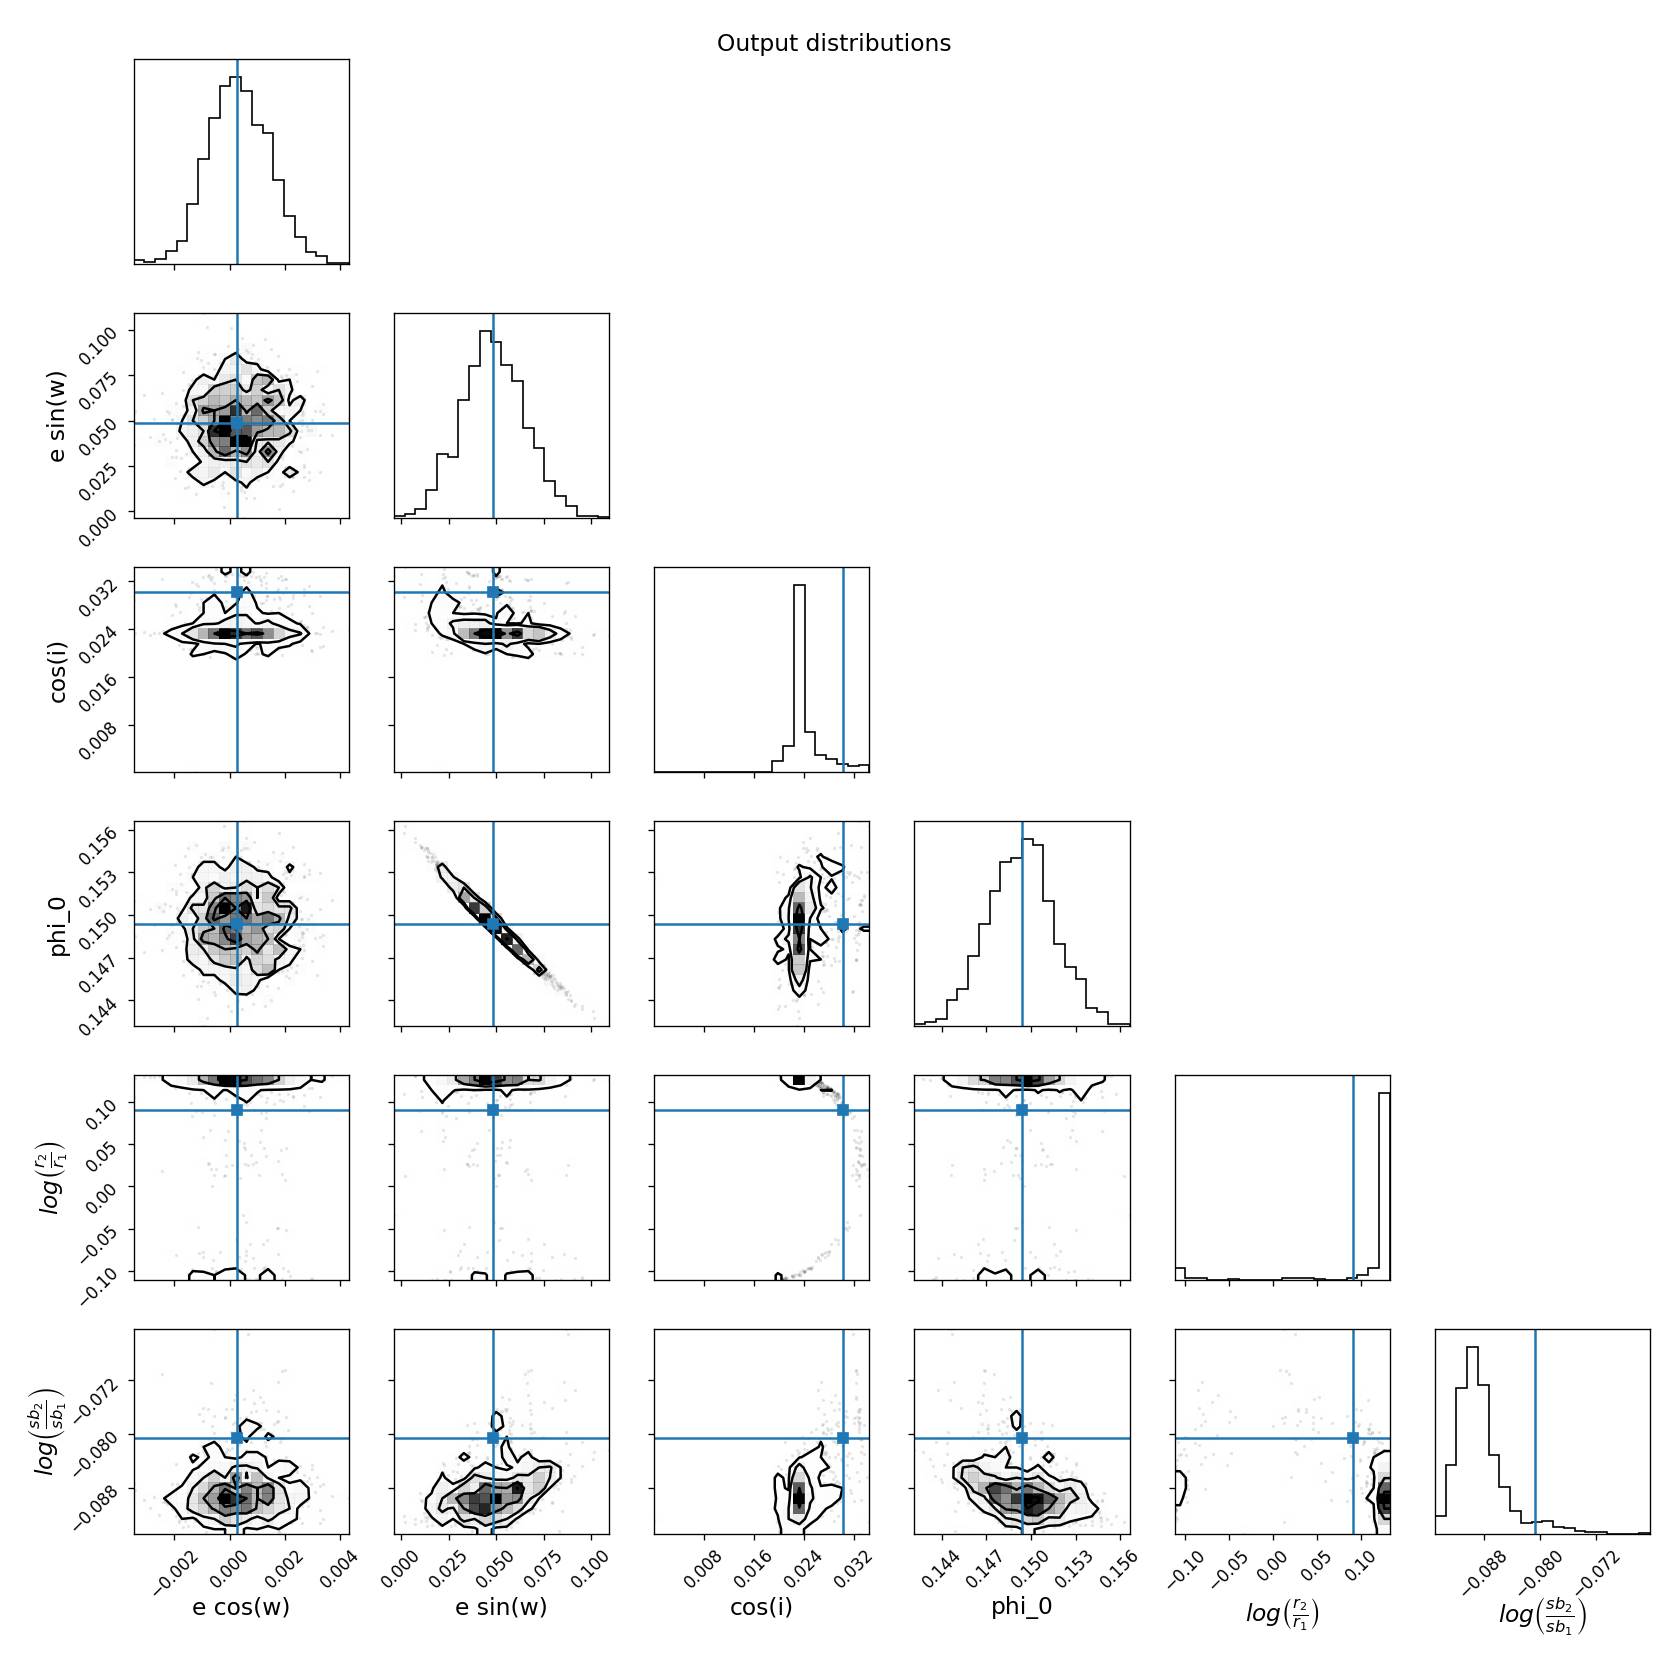 Output distributions
e sin(w)
0.100
0.075
0.050
0.025
0.000
cos(i)
0.032
0.024
0.016
0.008
phi_0
0.156
0.153
0.150
0.147
0.144
log(r₂/r₁)
0.10
0.05
0.00
−0.05
−0.10
log(sb₂/sb₁)
−0.072
−0.080
−0.088
−0.002 0.000 0.002 0.004
0.000 0.025 0.050 0.075 0.100
0.008 0.016 0.024 0.032
0.144 0.147 0.150 0.153 0.156
−0.10 −0.05 0.00 0.05 0.10
−0.088 −0.080 −0.072
e cos(w)
e sin(w)
cos(i)
phi_0
log(r₂/r₁)
log(sb₂/sb₁)